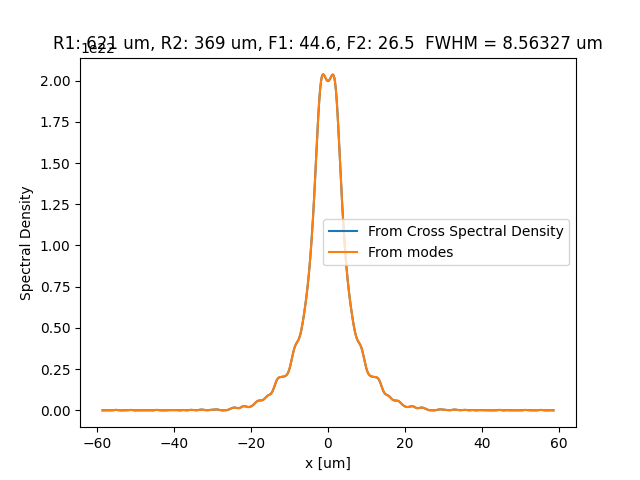 R1: 621 um, R2: 369 um, F1: 44.6, F2: 26.5  FWHM = 8.56327 um
1e22
2.00
1.75
1.50
1.25
1.00
0.75
0.50
0.25
0.00
Spectral Density
From Cross Spectral Density
From modes
−60 −40 −20 0 20 40 60
x [um]